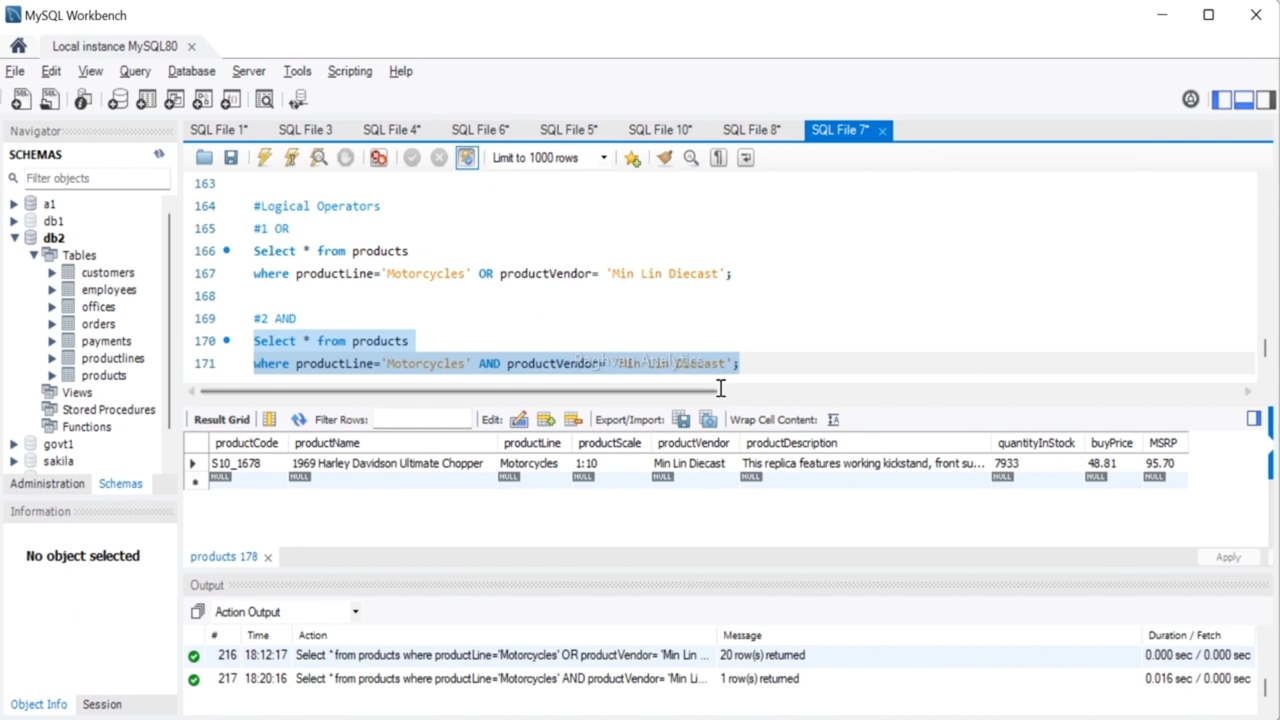 MySQL Workbench
Local instance MySQL80
File Edit View Query Database Server Tools Scripting Help
Navigator
SQL File 1* SQL File 3 SQL File 4* SQL File 6* SQL File 5* SQL File 10* SQL File 8* SQL File 7*
SCHEMAS
Limit to 1000 rows
Filter objects
a1
db1
db2
Tables
customers
employees
offices
orders
payments
productlines
products
Views
Stored Procedures
Functions
govt1
sakila
Administration Schemas
Information
No object selected
Object Info Session
163
164 #Logical Operators
165 #1 OR
166 Select * from products
167 where productLine='Motorcycles' OR productVendor= 'Min Lin Diecast';
168
169 #2 AND
170 Select * from products
171 where productLine='Motorcycles' AND productVendor= 'Min Lin Diecast';
Result Grid Filter Rows: Edit: Export/Import: Wrap Cell Content:
productCode productName productLine productScale productVendor productDescription quantityInStock buyPrice MSRP
S10_1678 1969 Harley Davidson Ultimate Chopper Motorcycles 1:10 Min Lin Diecast This replica features working kickstand, front su... 7933 48.81 95.70
NULL NULL NULL NULL NULL NULL NULL NULL NULL
products 178
Apply
Output
Action Output
# Time Action Message Duration / Fetch
216 18:12:17 Select * from products where productLine='Motorcycles' OR productVendor= 'Min Lin ... 20 row(s) returned 0.000 sec / 0.000 sec
217 18:20:16 Select * from products where productLine='Motorcycles' AND productVendor= 'Min Li... 1 row(s) returned 0.016 sec / 0.000 sec